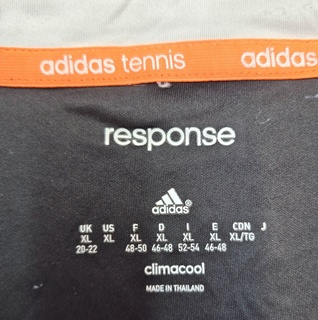 adidas tennis
adidas tennis
response
adidas®
UK US F D I E CDN J
XL XL XL XL XL XL XL/TG
20-22 48-50 46-48 52-54 46-48
climacool
MADE IN THAILAND